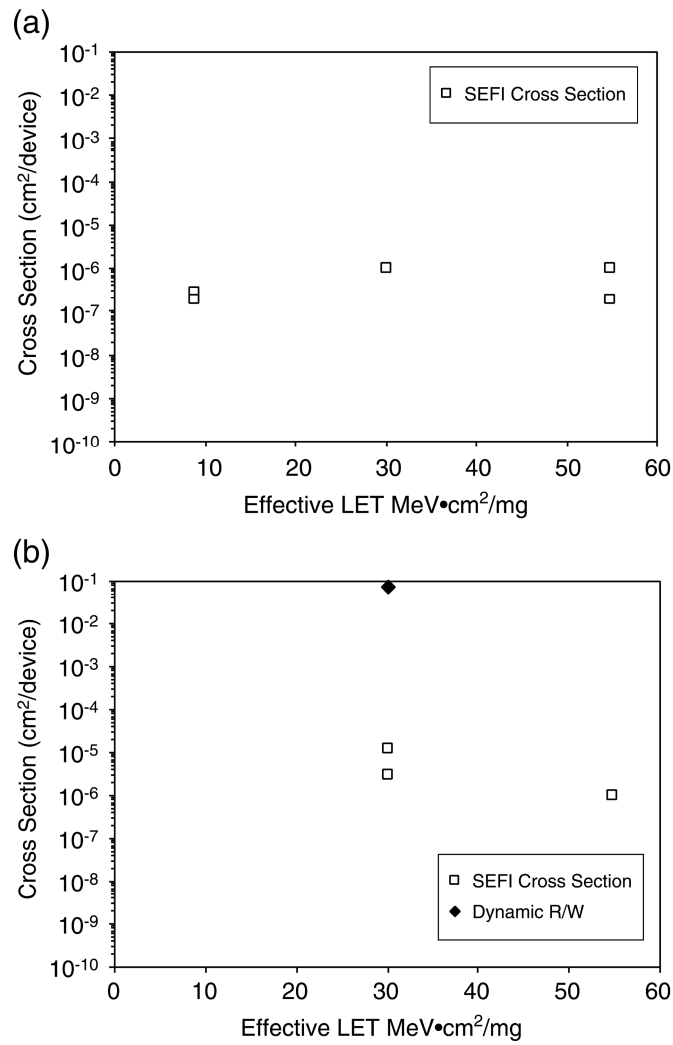 (a)
10⁻¹
10⁻²
10⁻³
10⁻⁴
10⁻⁵
10⁻⁶
10⁻⁷
10⁻⁸
10⁻⁹
10⁻¹⁰
Cross Section (cm²/device)
SEFI Cross Section
0 10 20 30 40 50 60
Effective LET MeV•cm²/mg
(b)
10⁻¹
10⁻²
10⁻³
10⁻⁴
10⁻⁵
10⁻⁶
10⁻⁷
10⁻⁸
10⁻⁹
10⁻¹⁰
Cross Section (cm²/device)
SEFI Cross Section
Dynamic R/W
0 10 20 30 40 50 60
Effective LET MeV•cm²/mg